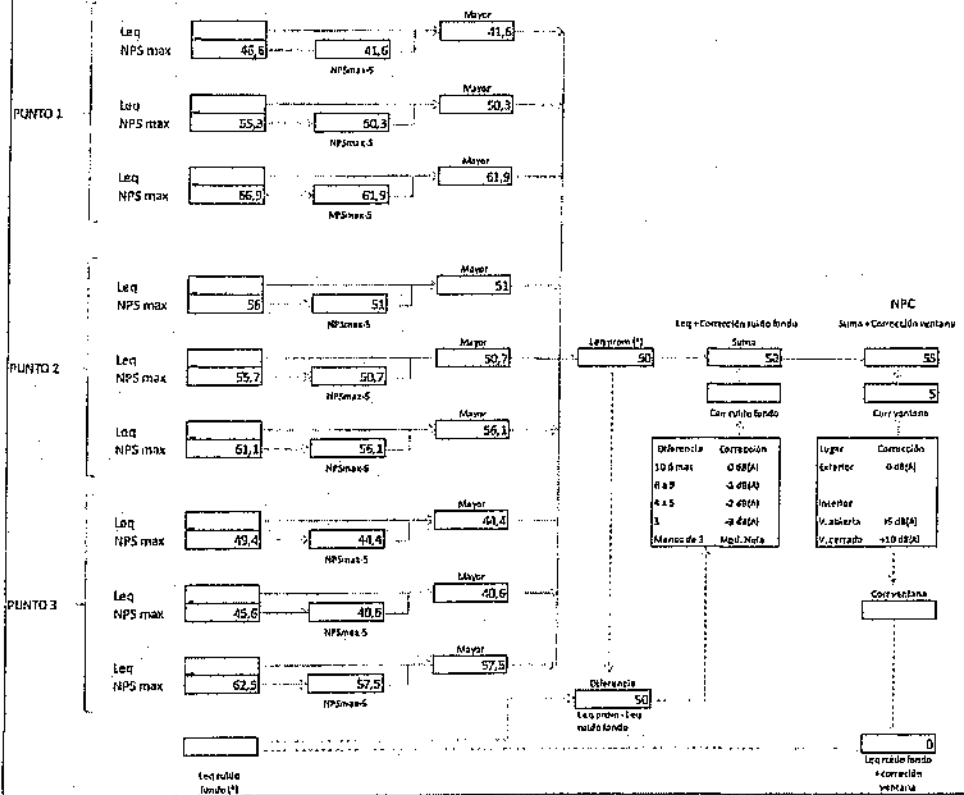 PUNTO 1
Leq
NPS max
46,6
41,6
NPSmax-5
Mayor
41,6
Leq
NPS max
55,3
50,3
NPSmax-5
Mayor
50,3
Leq
NPS max
66,9
61,9
NPSmax-5
Mayor
61,9
PUNTO 2
Leq
NPS max
56
51
NPSmax-5
Mayor
51
Leq
NPS max
55,7
50,7
NPSmax-5
Mayor
50,7
Leq
NPS max
61,1
56,1
NPSmax-5
Mayor
56,1
PUNTO 3
Leq
NPS max
49,4
44,4
NPSmax-5
Mayor
44,4
Leq
NPS max
45,6
40,6
NPSmax-5
Mayor
40,6
Leq
NPS max
62,5
57,5
NPSmax-5
Mayor
57,5
Leq ruido
fondo (*)
Leq prom (*)
50
Diferencia
50
Leq prom - Leq
ruido fondo
Leq + Corrección ruido fondo
Suma
Corr ruido fondo
Diferencia Corrección
10 ó mas 0 dB(A)
6 a 9 -1 dB(A)
4 a 5 -2 dB(A)
3 -3 dB(A)
Menos de 3 Med. Nula
NPC
Suma + Corrección ventana
55
5
Corr ventana
Lugar Corrección
Exterior 0 dB(A)
Interior
V. abierta +5 dB(A)
V. cerrada +10 dB(A)
Corr ventana
0
Leq ruido fondo
+ correción
ventana